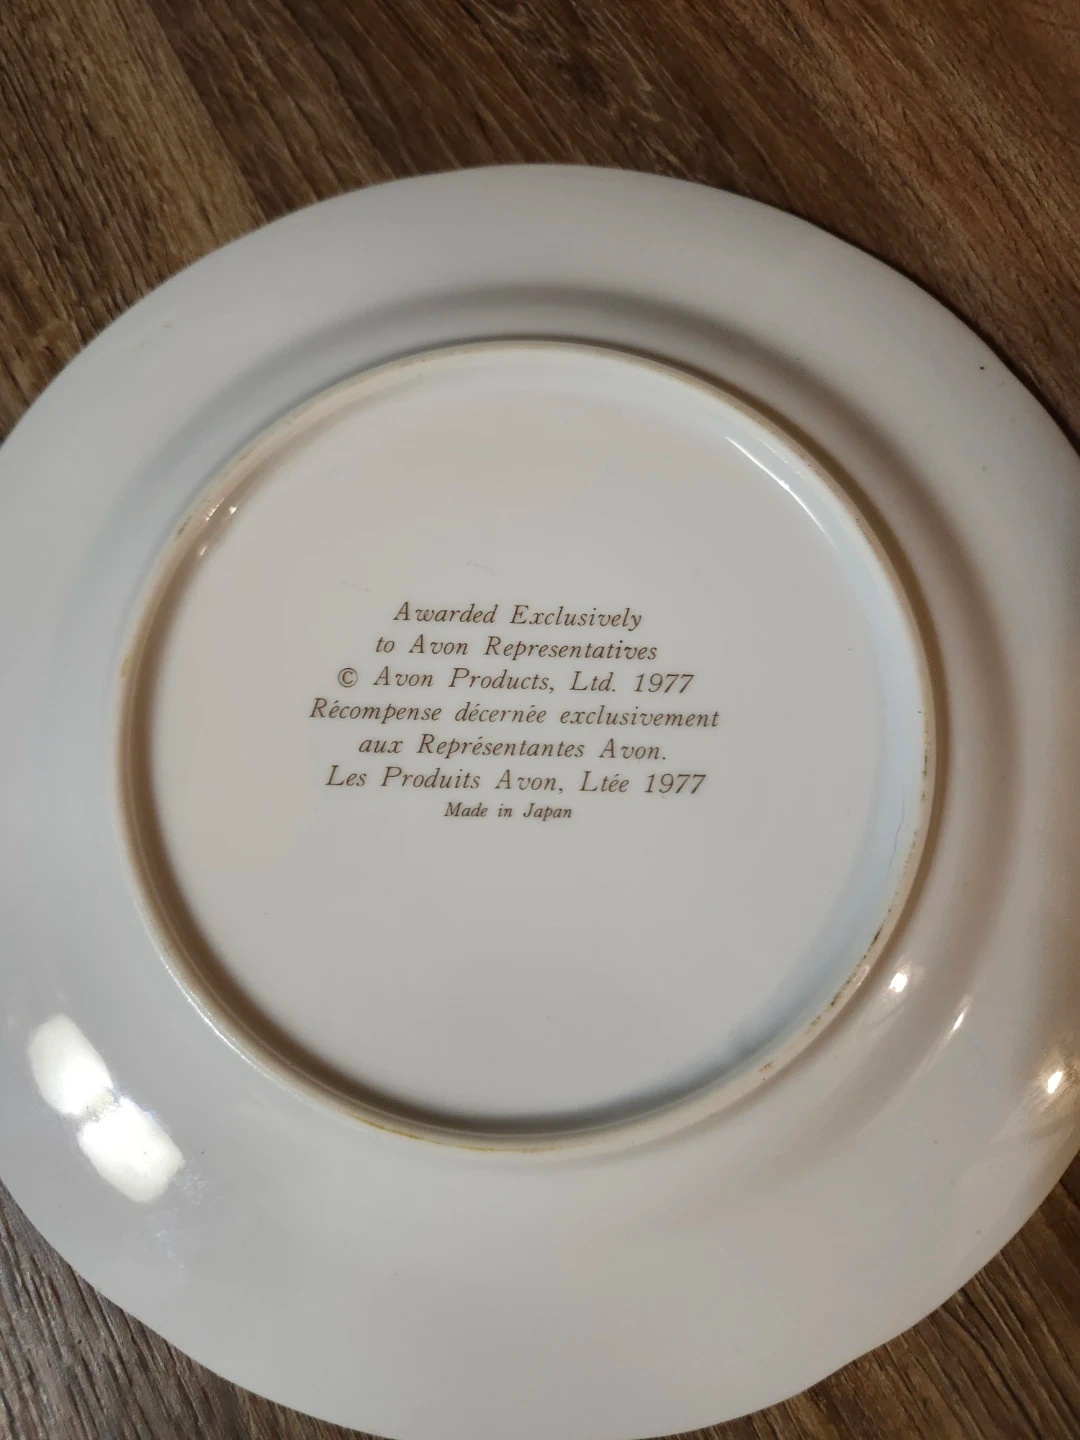 Awarded Exclusively
to Avon Representatives
© Avon Products, Ltd. 1977
Récompense décernée exclusivement
aux Représentantes Avon.
Les Produits Avon, Ltée 1977
Made in Japan